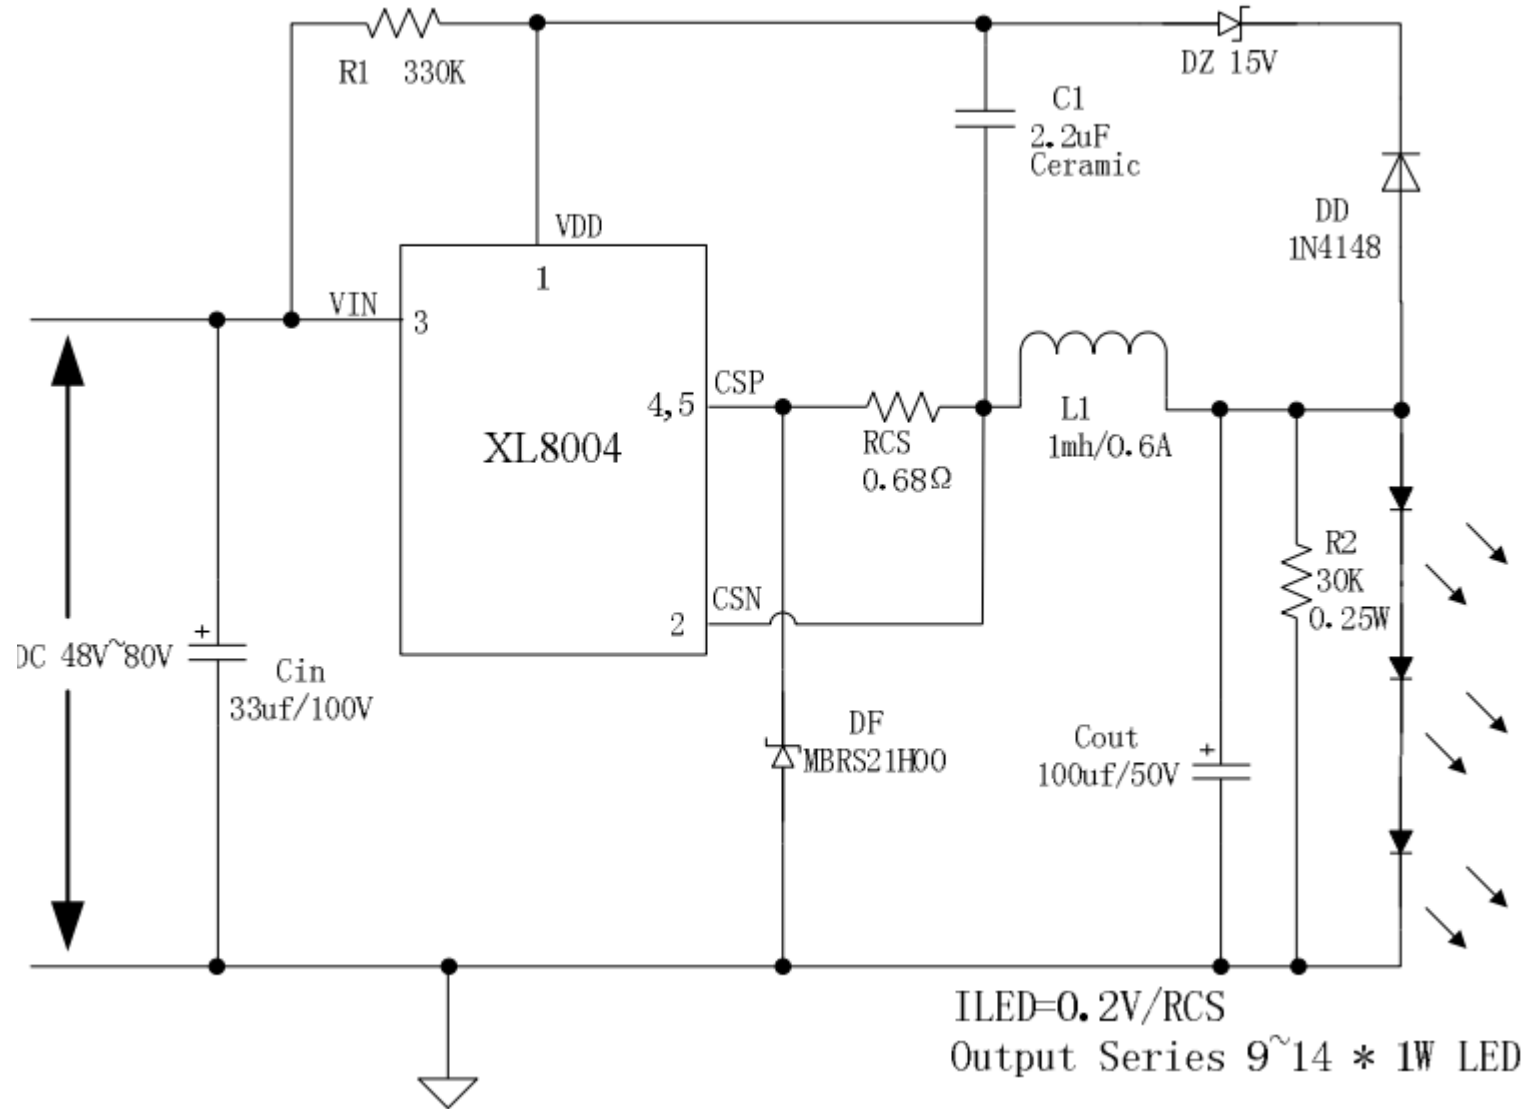 R1 330K
DZ 15V
C1
2.2uF
Ceramic
VDD
1
DD
1N4148
VIN
3
CSP
4,5
XL8004
RCS
0.68Ω
L1
1mh/0.6A
CSN
2
R2
30K
0.25W
DC 48V~80V
+
Cin
33uf/100V
DF
MBRS21H00
Cout
+
100uf/50V
ILED=0.2V/RCS
Output Series 9~14 * 1W LED